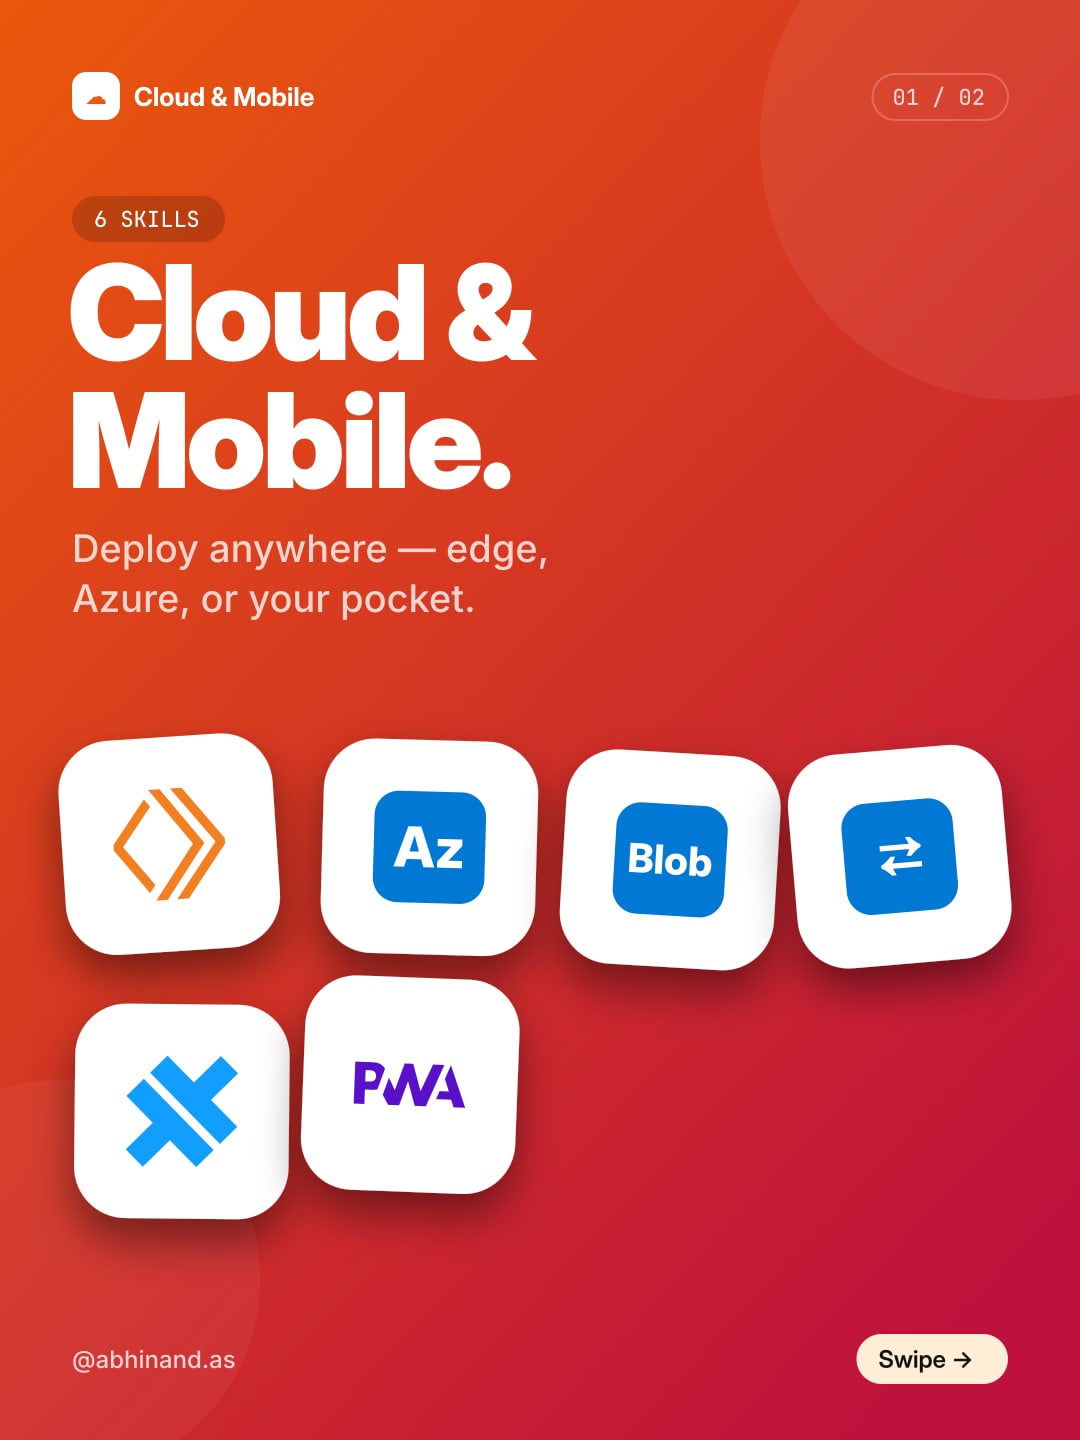 Cloud & Mobile
01 / 02
6 SKILLS
Cloud &
Mobile.
Deploy anywhere — edge,
Azure, or your pocket.
Az
Blob
PWA
@abhinand.as
Swipe →